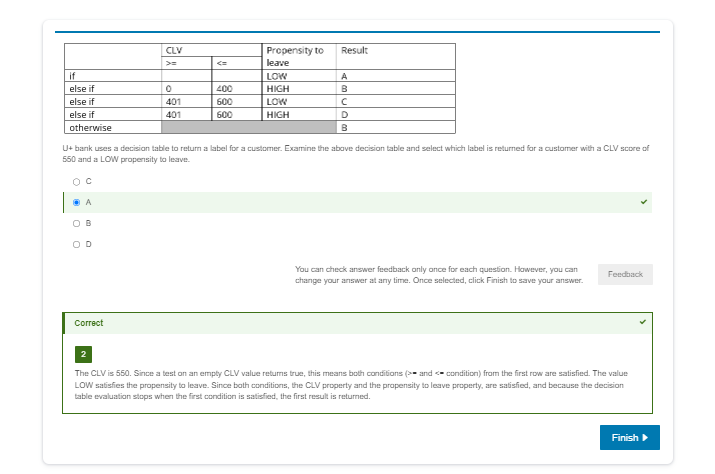 CLV Propensity to Result
>= <= leave
if LOW A
else if 0 400 HIGH B
else if 401 600 LOW C
else if 401 600 HIGH D
otherwise B
U+ bank uses a decision table to return a label for a customer. Examine the above decision table and select which label is returned for a customer with a CLV score of
550 and a LOW propensity to leave.
C
A
B
D
You can check answer feedback only once for each question. However, you can
change your answer at any time. Once selected, click Finish to save your answer.
Feedback
Correct
2
The CLV is 550. Since a test on an empty CLV value returns true, this means both conditions (>= and <= condition) from the first row are satisfied. The value
LOW satisfies the propensity to leave. Since both conditions, the CLV property and the propensity to leave property, are satisfied, and because the decision
table evaluation stops when the first condition is satisfied, the first result is returned.
Finish